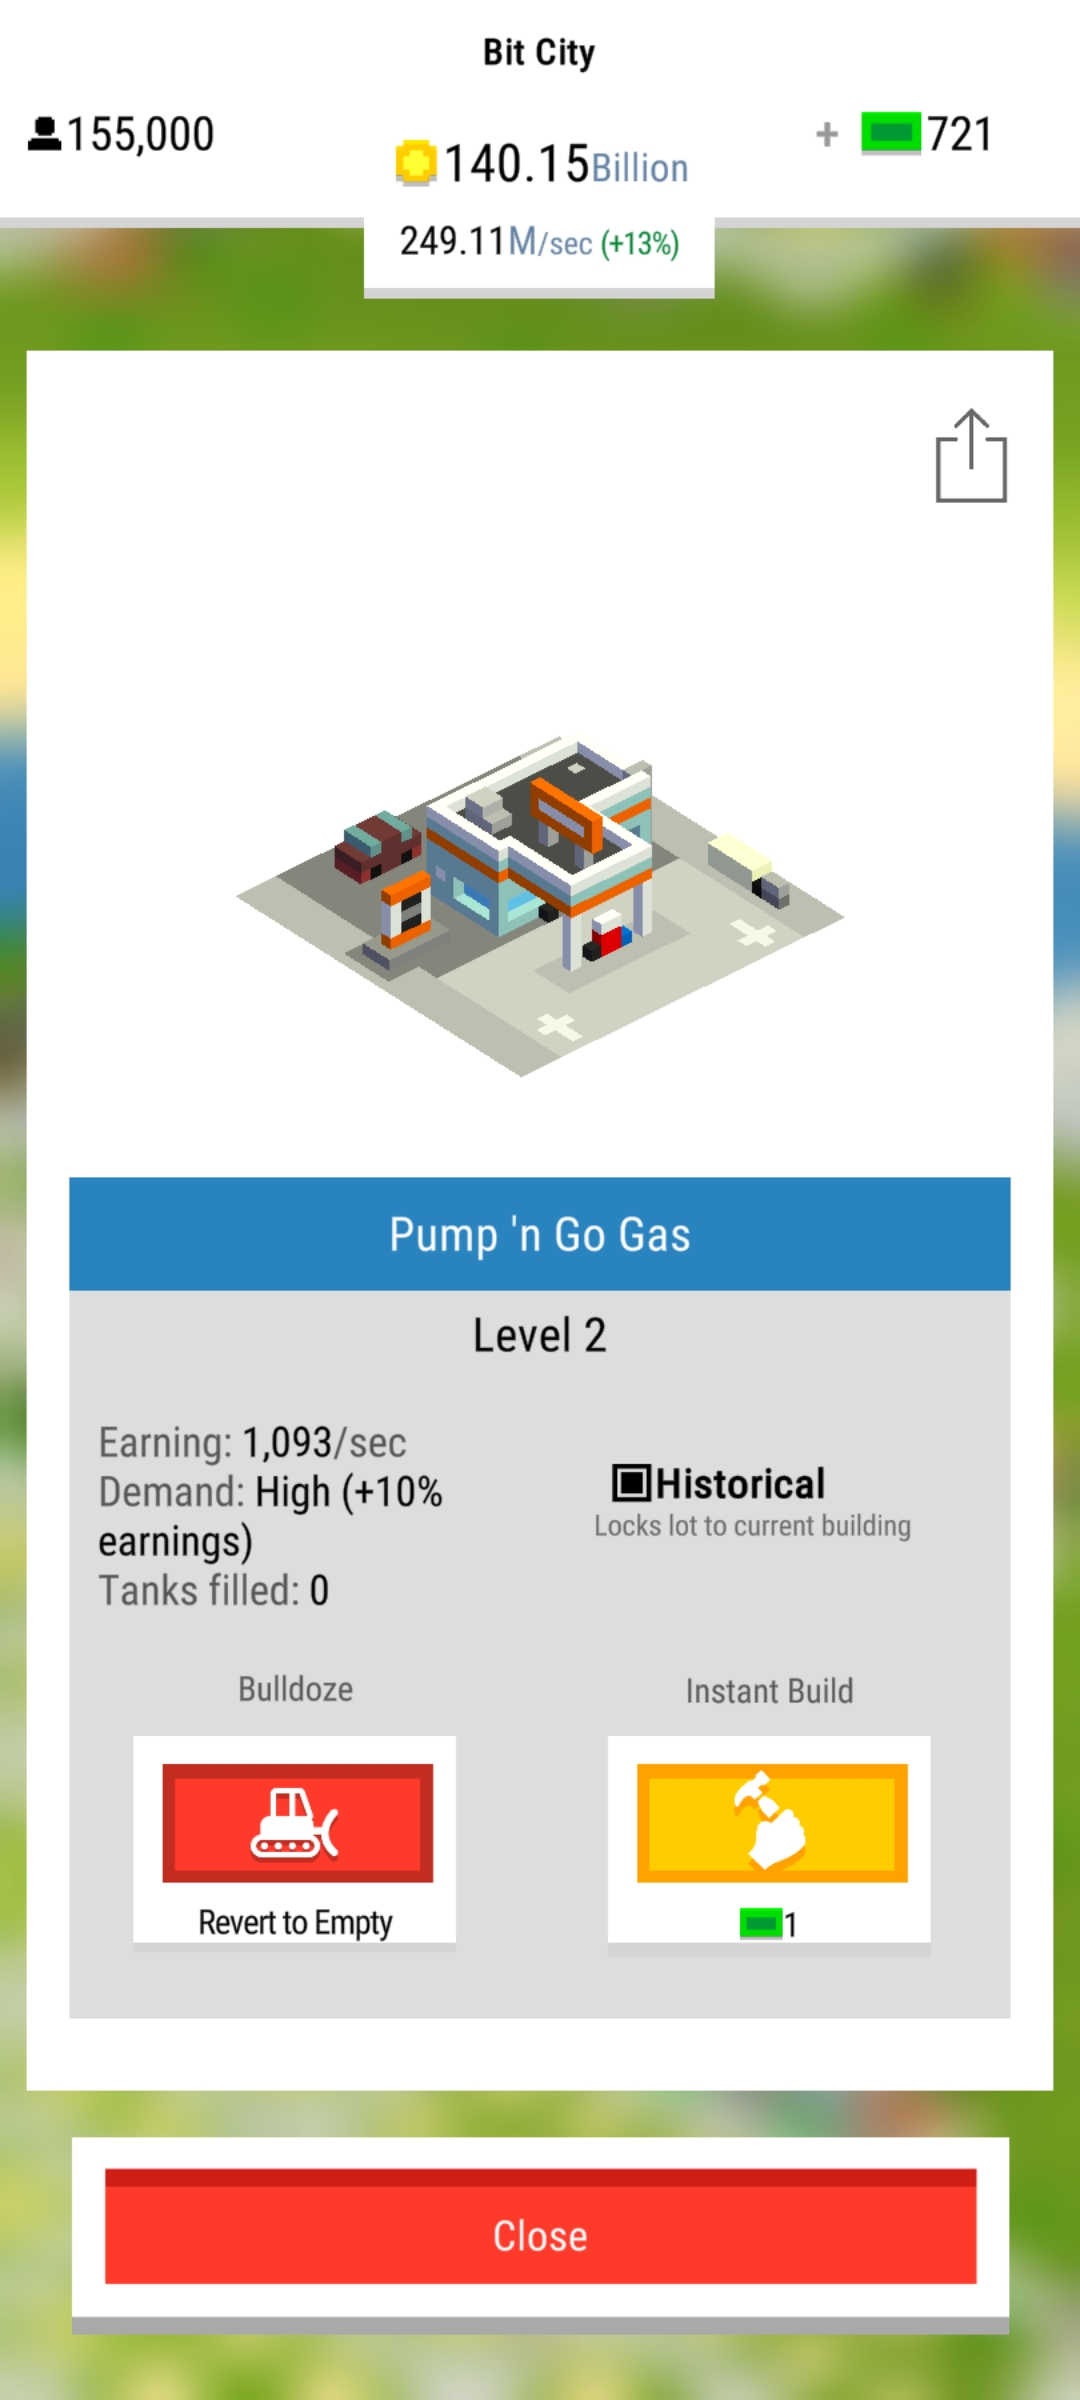 Bit City
155,000
140.15Billion
+ 721
249.11M/sec (+13%)
Pump 'n Go Gas
Level 2
Earning: 1,093/sec
Demand: High (+10%
earnings)
Tanks filled: 0
Historical
Locks lot to current building
Bulldoze
Instant Build
Revert to Empty
1
Close